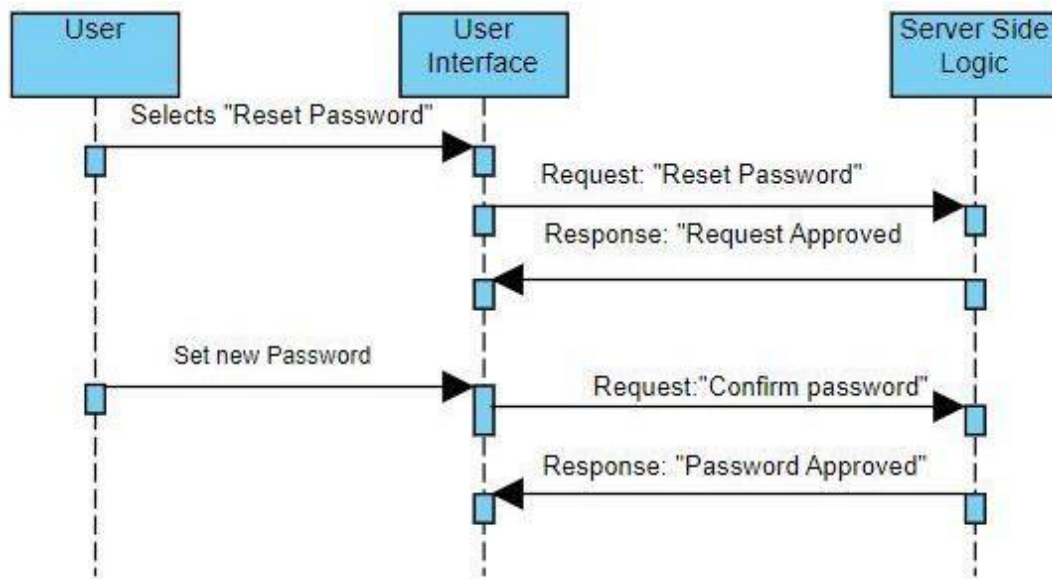 User
User
Interface
Server Side
Logic
Selects "Reset Password"
Request: "Reset Password"
Response: "Request Approved
Set new Password
Request:"Confirm password"
Response: "Password Approved"